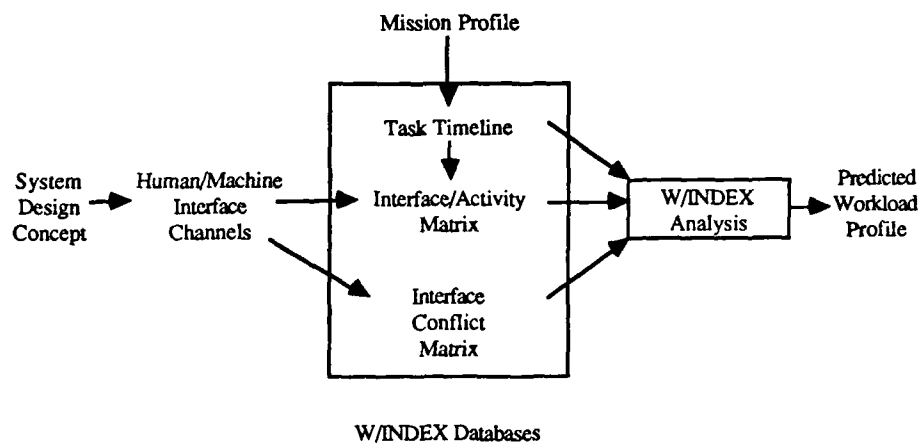 Mission Profile
Task Timeline
System
Design
Concept
Human/Machine
Interface
Channels
Interface/Activity
Matrix
W/INDEX
Analysis
Predicted
Workload
Profile
Interface
Conflict
Matrix
W/INDEX Databases